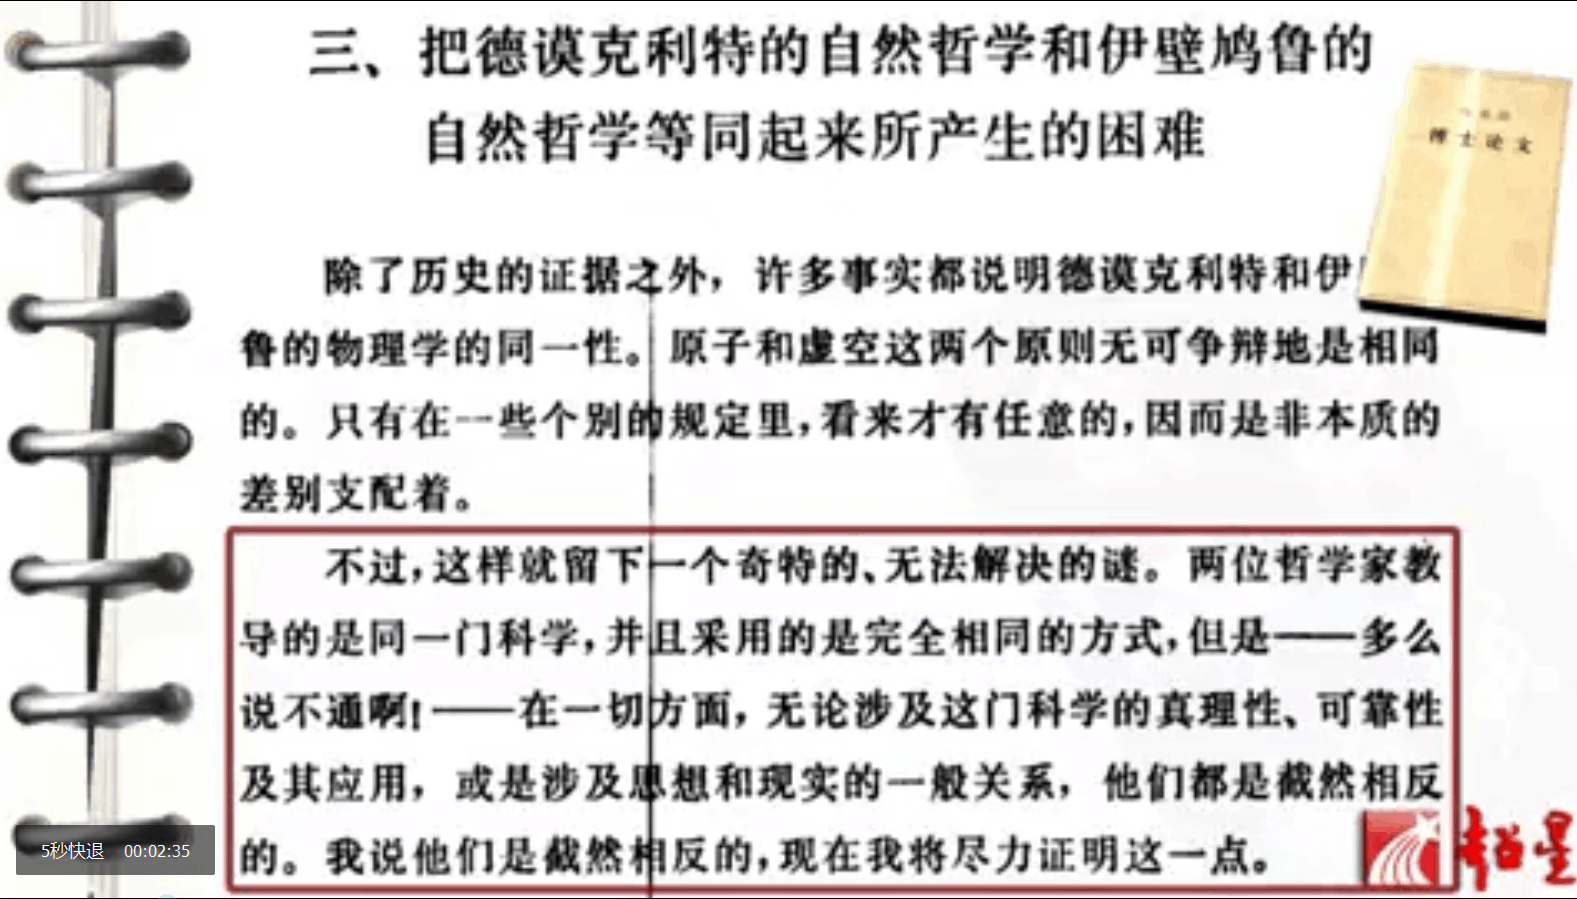 三、把德谟克利特的自然哲学和伊壁鸠鲁的
自然哲学等同起来所产生的困难
博士论文
除了历史的证据之外，许多事实都说明德谟克利特和伊
鲁的物理学的同一性。原子和虚空这两个原则无可争辩地是相同
的。只有在一些个别的规定里，看来才有任意的，因而是非本质的
差别支配着。
不过，这样就留下一个奇特的、无法解决的谜。两位哲学家教
导的是同一门科学，并且采用的是完全相同的方式，但是——多么
说不通啊！——在一切方面，无论涉及这门科学的真理性、可靠性
及其应用，或是涉及思想和现实的一般关系，他们都是截然相反
的。我说他们是截然相反的，现在我将尽力证明这一点。
5秒快退 00:02:35
超星